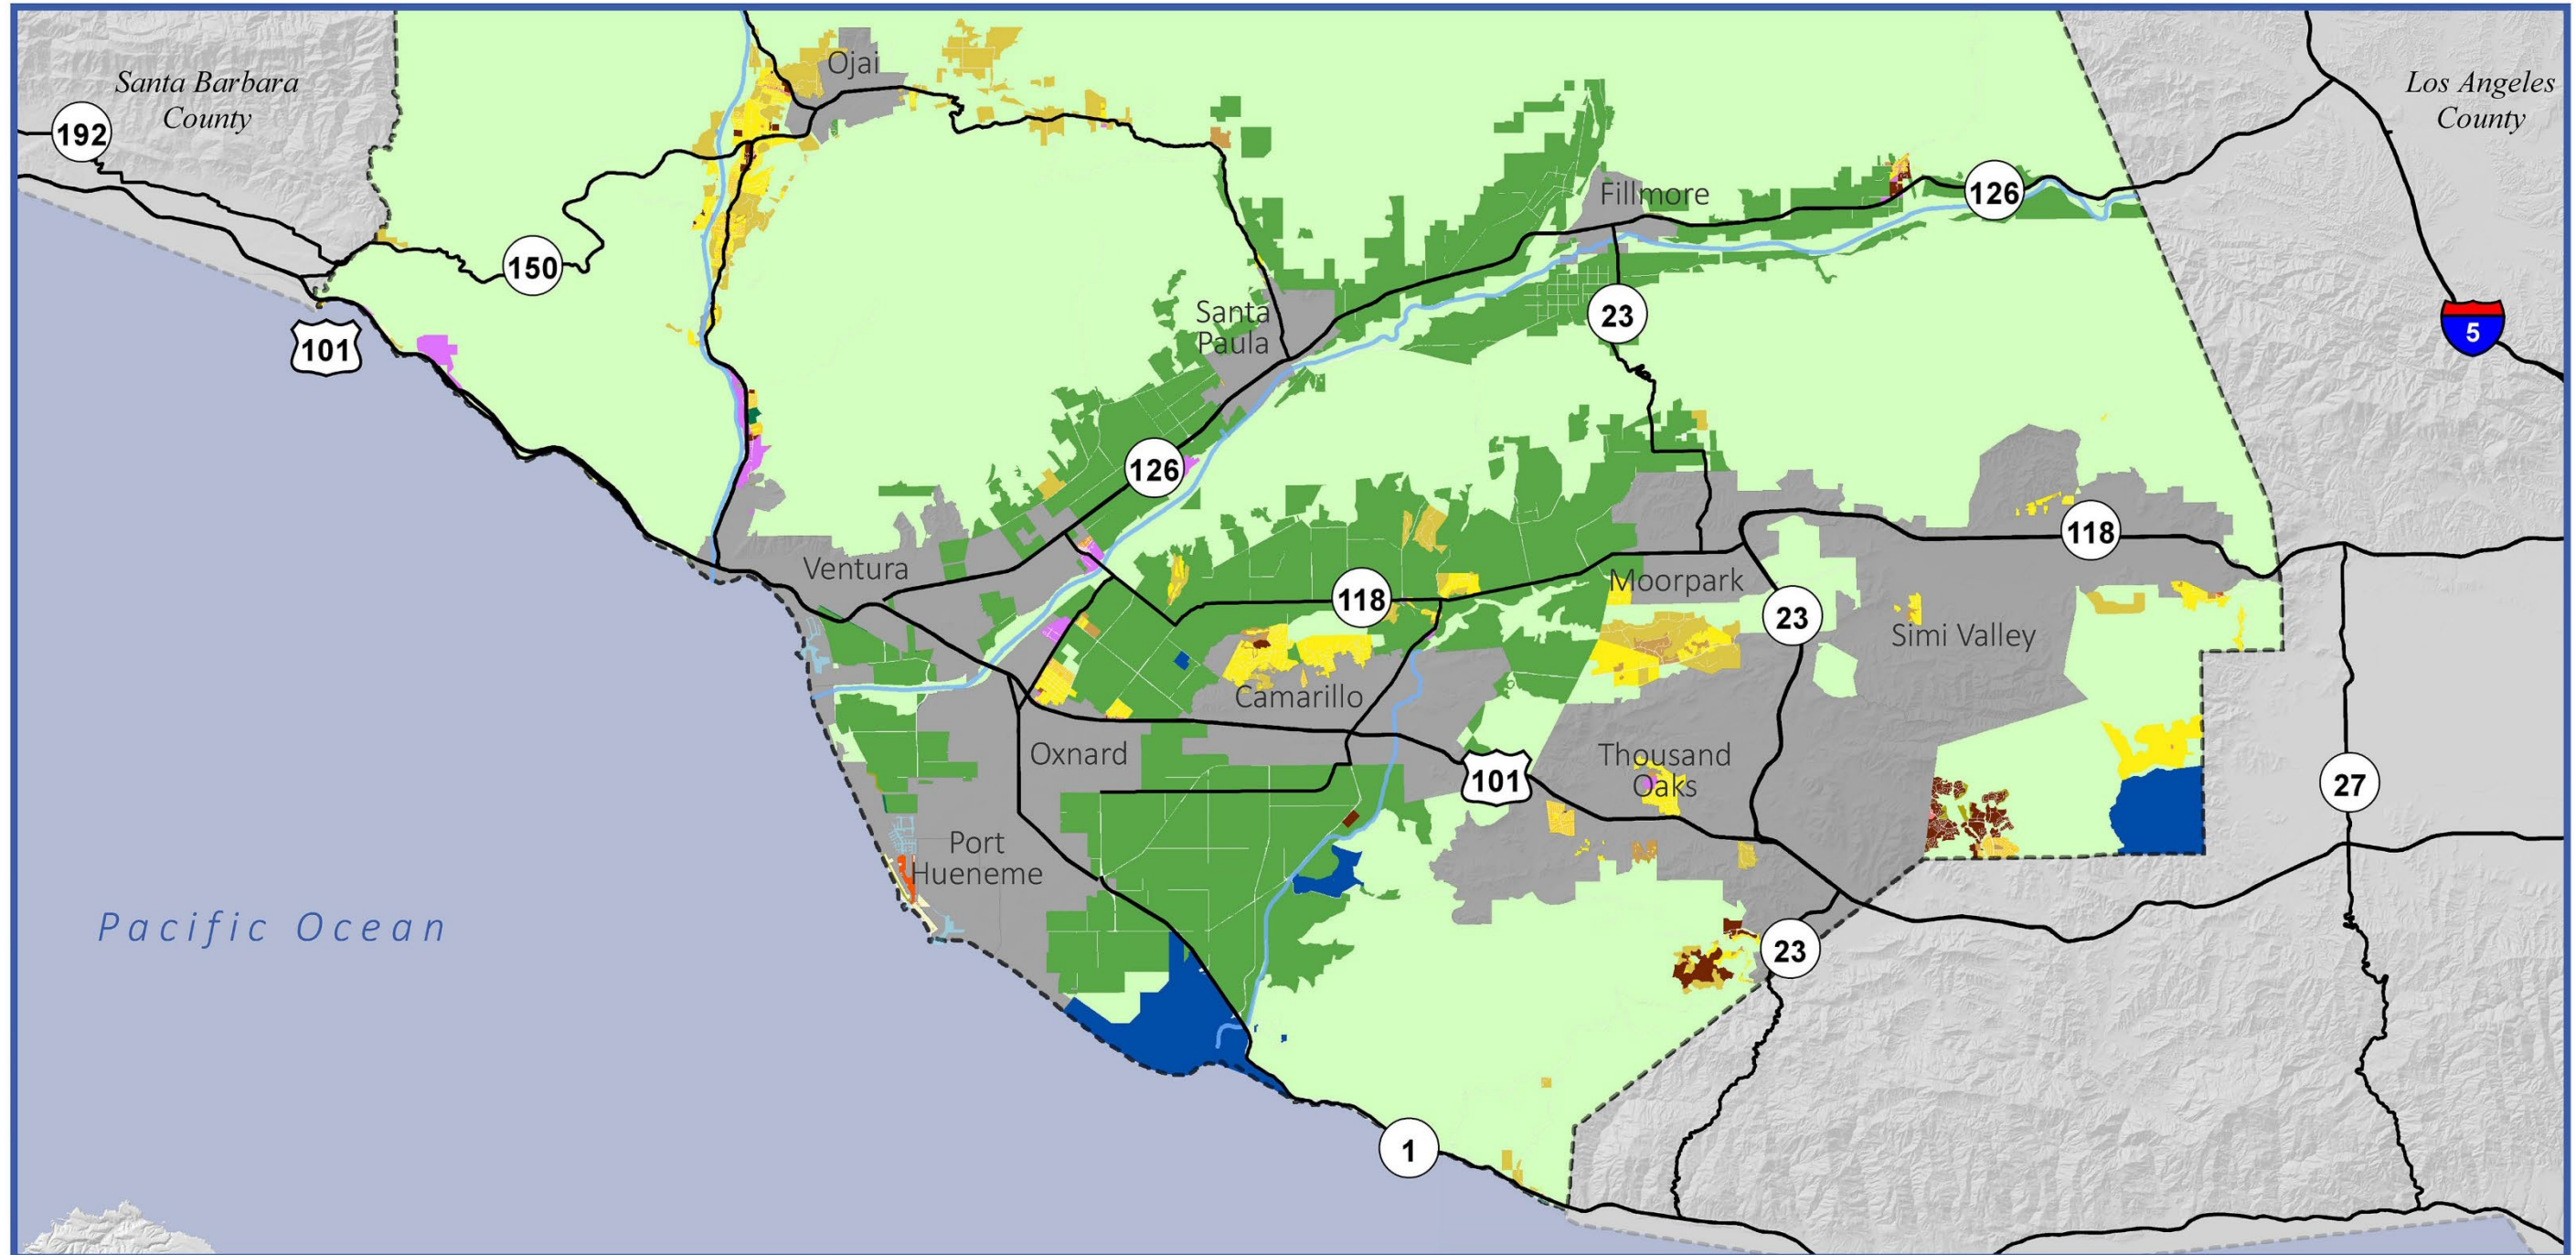 Ojai
Santa Barbara
County
Los Angeles
County
192
Fillmore
126
150
Santa
Paula
23
101
5
126
118
Ventura
118
Moorpark
23
Simi Valley
Camarillo
Oxnard
101
Thousand
Oaks
27
Port
Hueneme
Pacific Ocean
23
1